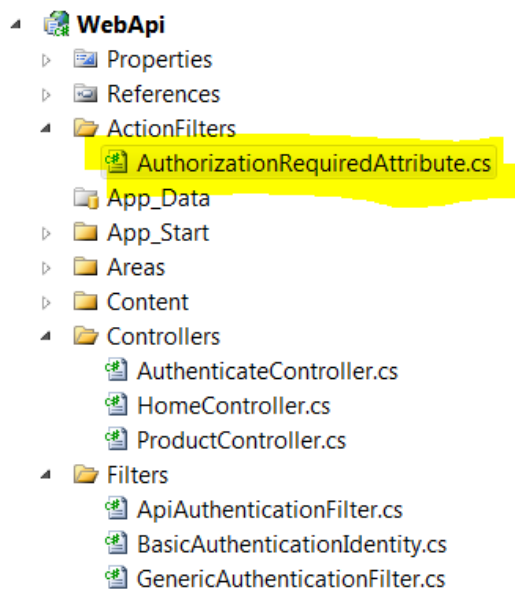 WebApi
Properties
References
ActionFilters
AuthorizationRequiredAttribute.cs
App_Data
App_Start
Areas
Content
Controllers
AuthenticateController.cs
HomeController.cs
ProductController.cs
Filters
ApiAuthenticationFilter.cs
BasicAuthenticationIdentity.cs
GenericAuthenticationFilter.cs